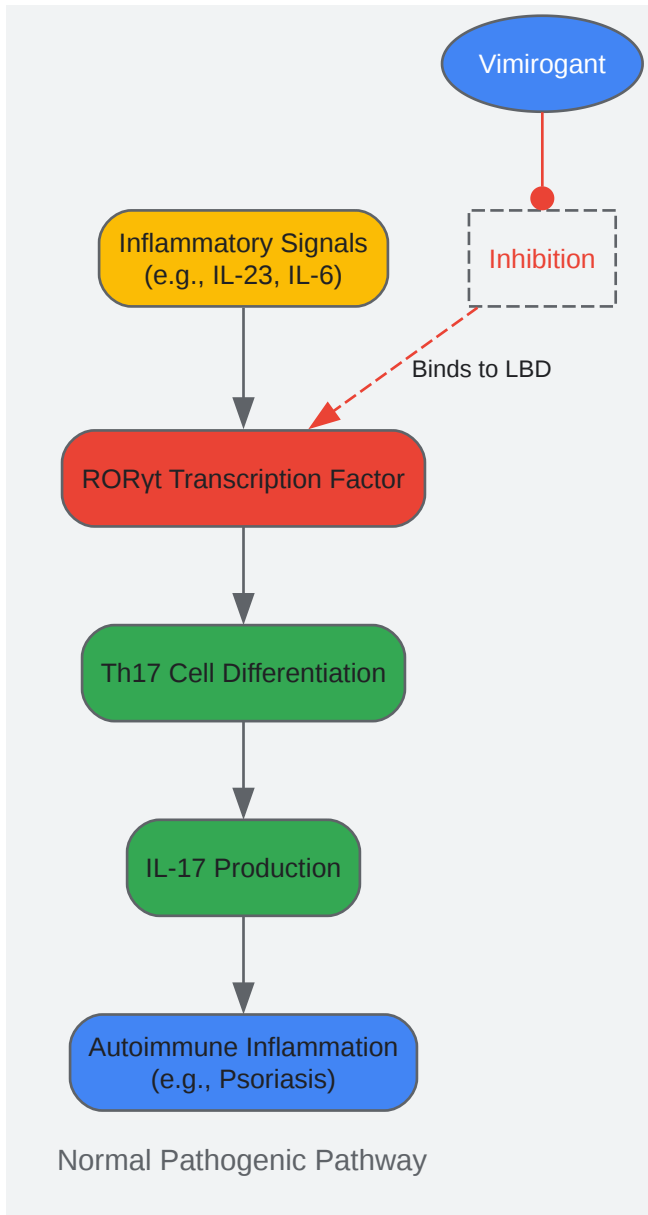 Vimirogant
Inflammatory Signals
(e.g., IL-23, IL-6)
Inhibition
Binds to LBD
RORγt Transcription Factor
Th17 Cell Differentiation
IL-17 Production
Autoimmune Inflammation
(e.g., Psoriasis)
Normal Pathogenic Pathway